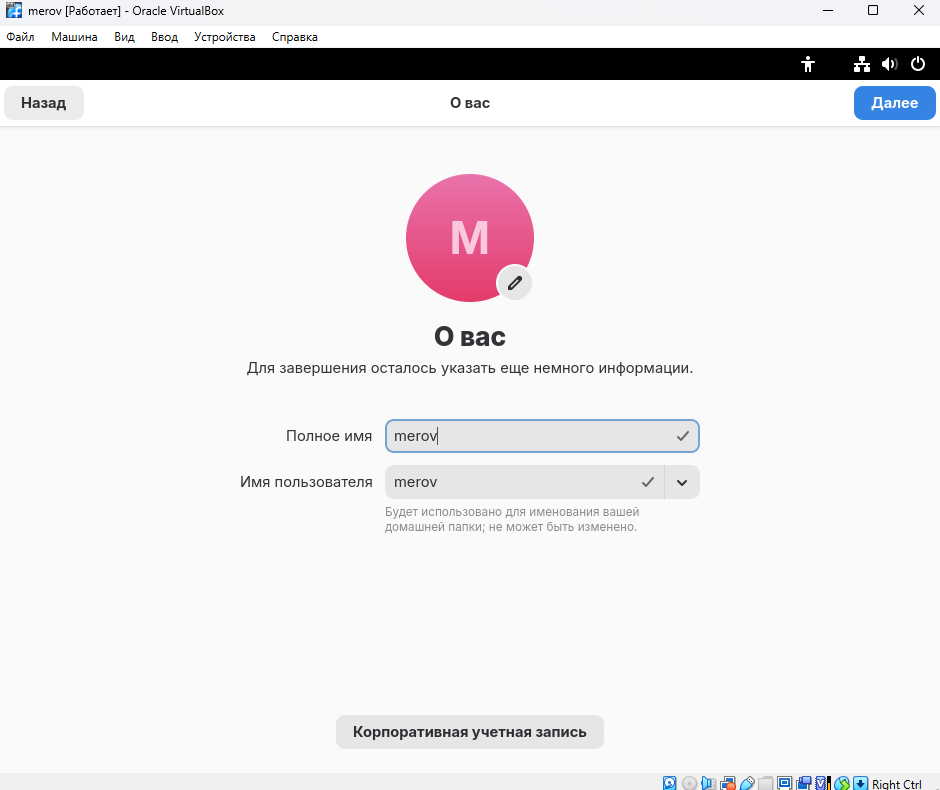 merov [Работает] - Oracle VirtualBox
Файл Машина Вид Ввод Устройства Справка
Назад О вас Далее
M
О вас
Для завершения осталось указать еще немного информации.
Полное имя merov
Имя пользователя merov
Будет использовано для именования вашей
домашней папки; не может быть изменено.
Корпоративная учетная запись
Right Ctrl